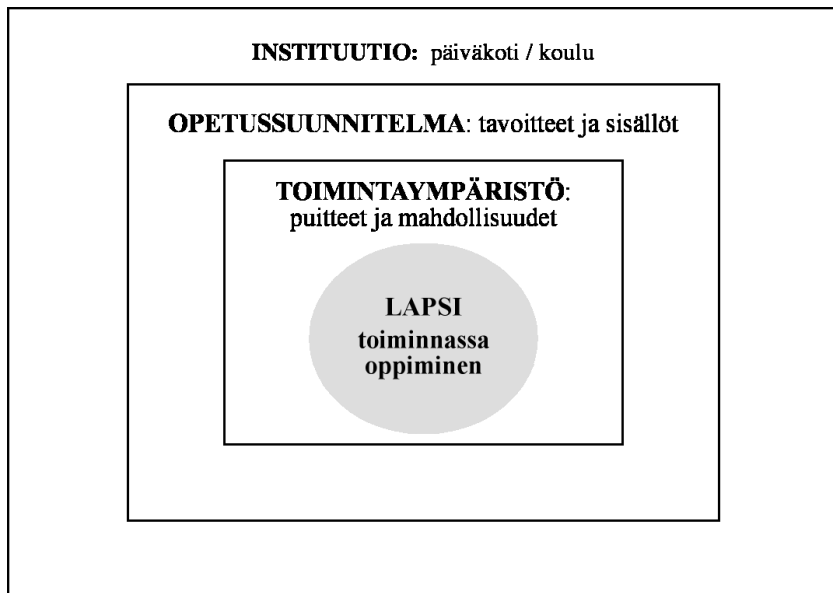 INSTITUUTIO: päiväkoti / koulu
OPETUSSUUNNITELMA: tavoitteet ja sisällöt
TOIMINTAYMPÄRISTÖ:
puitteet ja mahdollisuudet
LAPSI
toiminnassa
oppiminen